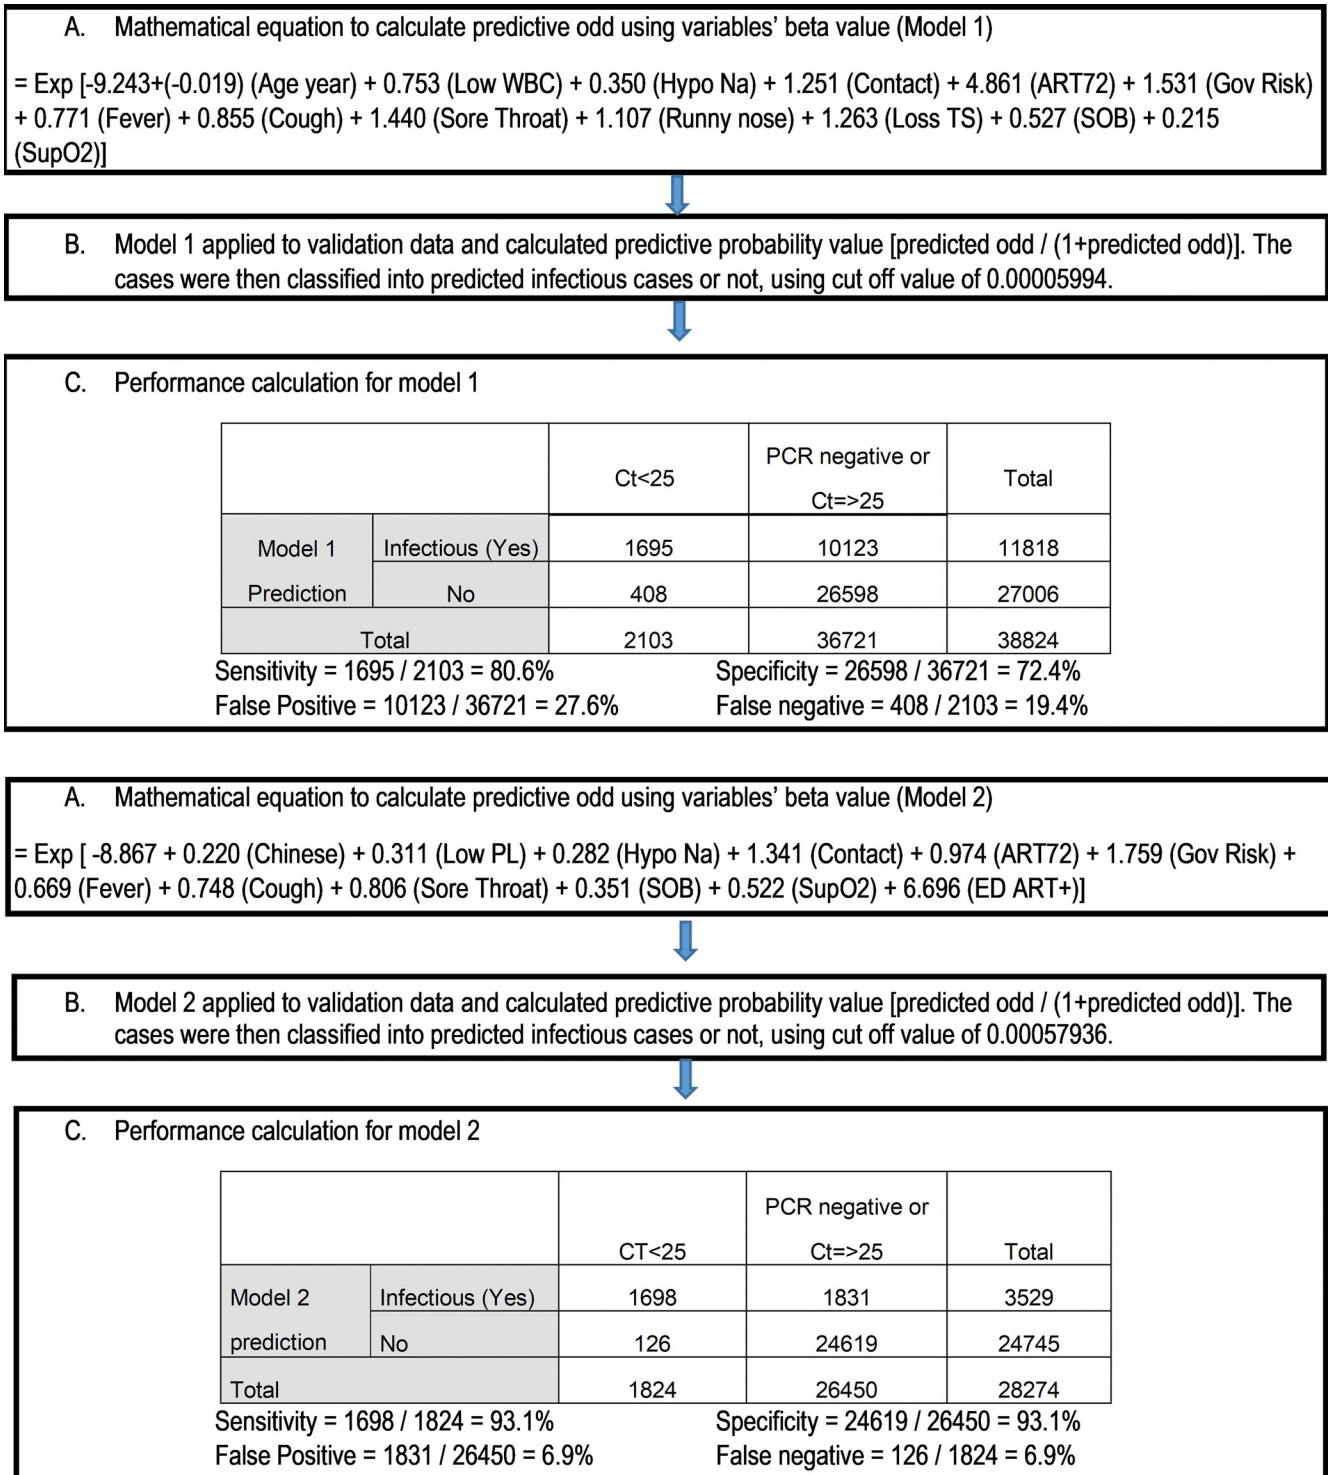 A. Mathematical equation to calculate predictive odd using variables' beta value (Model 1)
= Exp [-9.243+(-0.019) (Age year) + 0.753 (Low WBC) + 0.350 (Hypo Na) + 1.251 (Contact) + 4.861 (ART72) + 1.531 (Gov Risk)
+ 0.771 (Fever) + 0.855 (Cough) + 1.440 (Sore Throat) + 1.107 (Runny nose) + 1.263 (Loss TS) + 0.527 (SOB) + 0.215
(SupO2)]
B. Model 1 applied to validation data and calculated predictive probability value [predicted odd / (1+predicted odd)]. The
cases were then classified into predicted infectious cases or not, using cut off value of 0.00005994.
C. Performance calculation for model 1
Ct<25 PCR negative or Total
Ct=>25
Model 1 Infectious (Yes) 1695 10123 11818
Prediction No 408 26598 27006
Total 2103 36721 38824
Sensitivity = 1695 / 2103 = 80.6% Specificity = 26598 / 36721 = 72.4%
False Positive = 10123 / 36721 = 27.6% False negative = 408 / 2103 = 19.4%
A. Mathematical equation to calculate predictive odd using variables' beta value (Model 2)
= Exp [ -8.867 + 0.220 (Chinese) + 0.311 (Low PL) + 0.282 (Hypo Na) + 1.341 (Contact) + 0.974 (ART72) + 1.759 (Gov Risk) +
0.669 (Fever) + 0.748 (Cough) + 0.806 (Sore Throat) + 0.351 (SOB) + 0.522 (SupO2) + 6.696 (ED ART+)]
B. Model 2 applied to validation data and calculated predictive probability value [predicted odd / (1+predicted odd)]. The
cases were then classified into predicted infectious cases or not, using cut off value of 0.00057936.
C. Performance calculation for model 2
PCR negative or
CT<25 Ct=>25 Total
Model 2 Infectious (Yes) 1698 1831 3529
prediction No 126 24619 24745
Total 1824 26450 28274
Sensitivity = 1698 / 1824 = 93.1% Specificity = 24619 / 26450 = 93.1%
False Positive = 1831 / 26450 = 6.9% False negative = 126 / 1824 = 6.9%